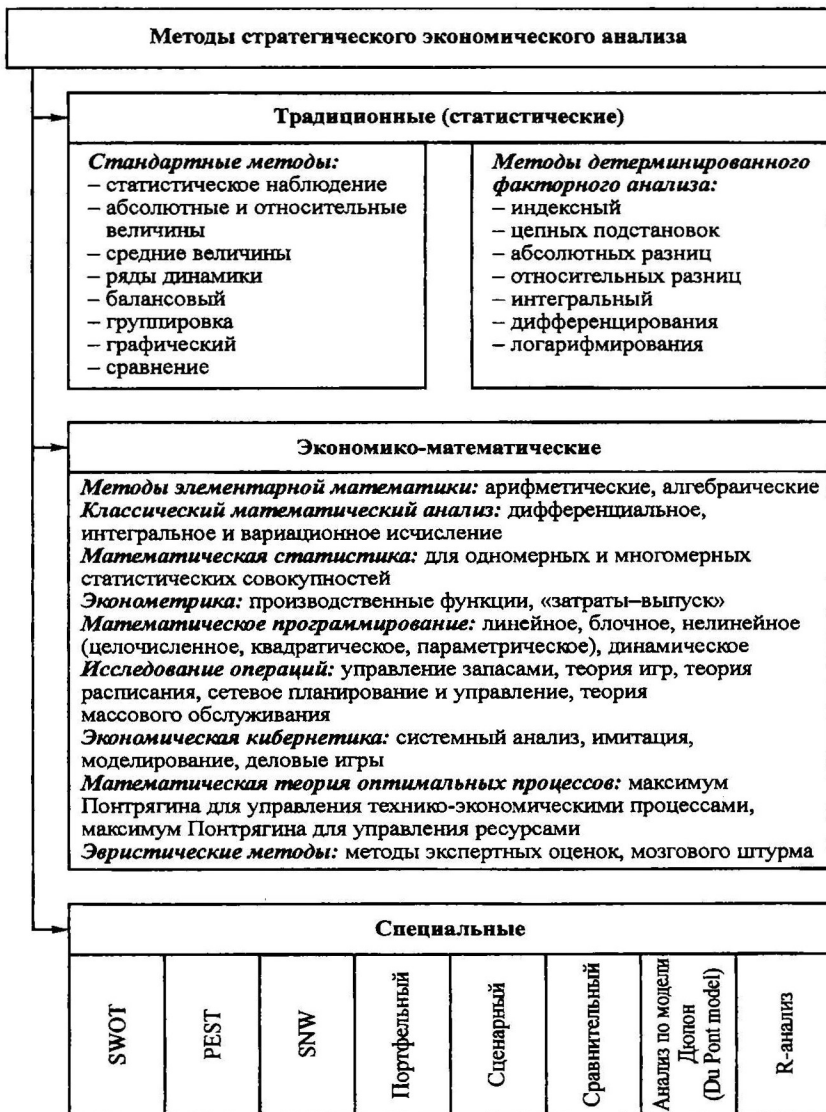 Методы стратегического экономического анализа
Традиционные (статистические)
Стандартные методы:
– статистическое наблюдение
– абсолютные и относительные
величины
– средние величины
– ряды динамики
– балансовый
– группировка
– графический
– сравнение
Методы детерминированного
факторного анализа:
– индексный
– цепных подстановок
– абсолютных разниц
– относительных разниц
– интегральный
– дифференцирования
– логарифмирования
Экономико-математические
Методы элементарной математики: арифметические, алгебраические
Классический математический анализ: дифференциальное,
интегральное и вариационное исчисление
Математическая статистика: для одномерных и многомерных
статистических совокупностей
Эконометрика: производственные функции, «затраты–выпуск»
Математическое программирование: линейное, блочное, нелинейное
(целочисленное, квадратическое, параметрическое), динамическое
Исследование операций: управление запасами, теория игр, теория
расписания, сетевое планирование и управление, теория
массового обслуживания
Экономическая кибернетика: системный анализ, имитация,
моделирование, деловые игры
Математическая теория оптимальных процессов: максимум
Понтрягина для управления технико-экономическими процессами,
максимум Понтрягина для управления ресурсами
Эвристические методы: методы экспертных оценок, мозгового штурма
Специальные
SWOT
PEST
SNW
Портфельный
Сценарный
Сравнительный
Анализ по модели
Дюпон
(Du Pont model)
R-анализ